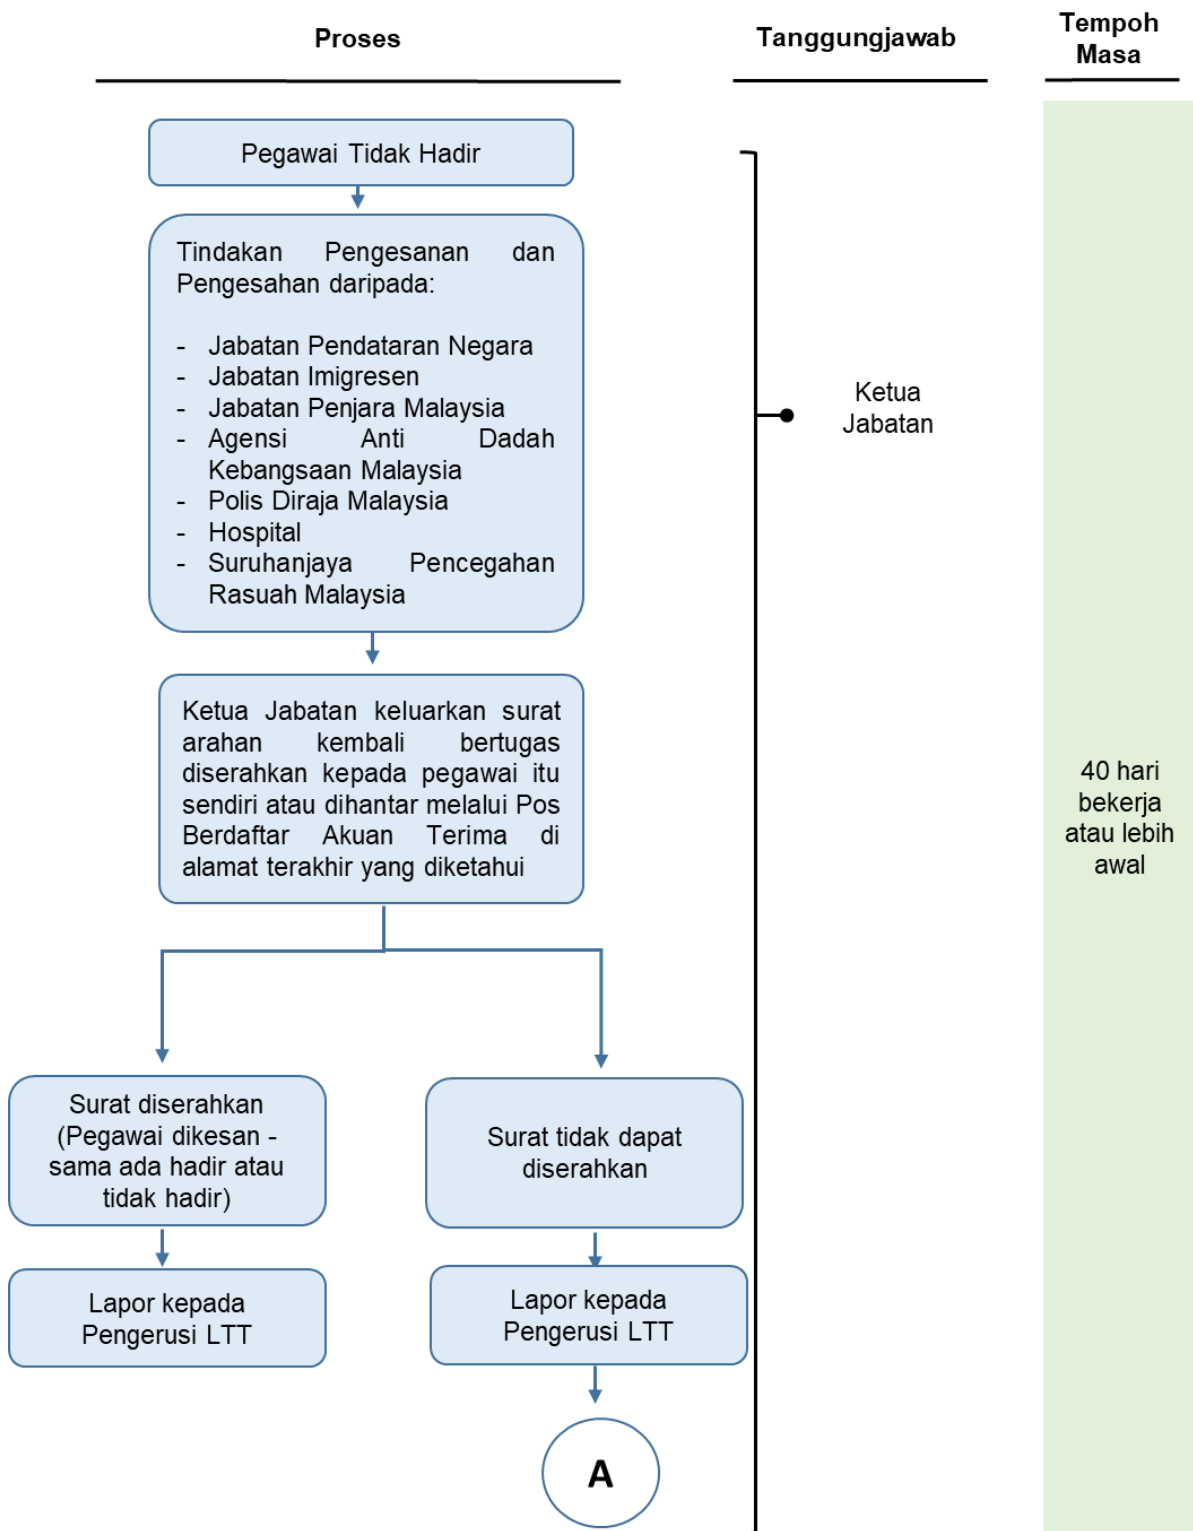 Proses
Tanggungjawab
Tempoh
Masa
Pegawai Tidak Hadir
Tindakan Pengesanan dan
Pengesahan daripada:
- Jabatan Pendataran Negara
- Jabatan Imigresen
- Jabatan Penjara Malaysia
- Agensi Anti Dadah
Kebangsaan Malaysia
- Polis Diraja Malaysia
- Hospital
- Suruhanjaya Pencegahan
Rasuah Malaysia
Ketua
Jabatan
Ketua Jabatan keluarkan surat
arahan kembali bertugas
diserahkan kepada pegawai itu
sendiri atau dihantar melalui Pos
Berdaftar Akuan Terima di
alamat terakhir yang diketahui
40 hari
bekerja
atau lebih
awal
Surat diserahkan
(Pegawai dikesan -
sama ada hadir atau
tidak hadir)
Surat tidak dapat
diserahkan
Lapor kepada
Pengerusi LTT
Lapor kepada
Pengerusi LTT
A